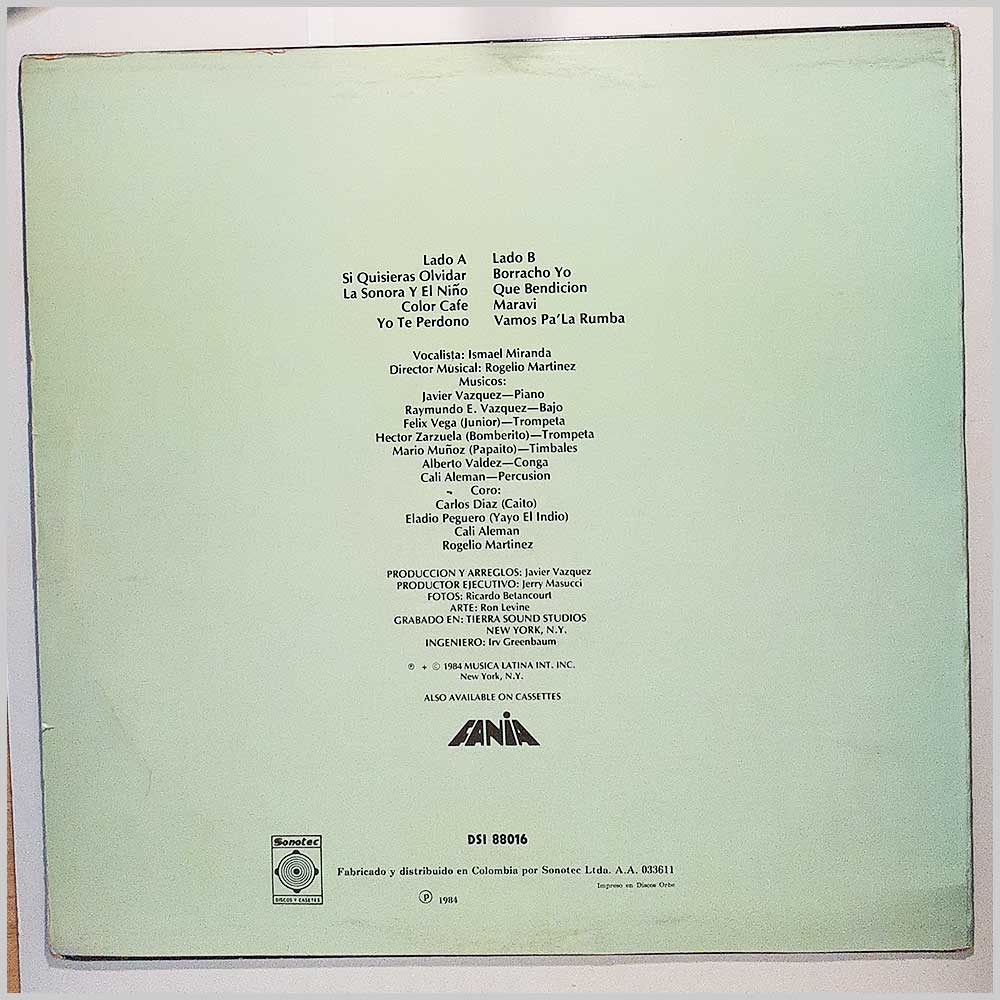 Lado A
Si Quisieras Olvidar
La Sonora Y El Niño
Color Cafe
Yo Te Perdono
Lado B
Borracho Yo
Que Bendicion
Maravi
Vamos Pa'La Rumba
Vocalista: Ismael Miranda
Director Musical: Rogelio Martinez
Musicos:
Javier Vazquez—Piano
Raymundo E. Vazquez—Bajo
Felix Vega (Junior)—Trompeta
Hector Zarzuela (Bomberito)—Trompeta
Mario Muñoz (Papaito)—Timbales
Alberto Valdez—Conga
Cali Aleman—Percusion
Coro:
Carlos Diaz (Caito)
Eladio Peguero (Yayo El Indio)
Cali Aleman
Rogelio Martinez
PRODUCCION Y ARREGLOS: Javier Vazquez
PRODUCTOR EJECUTIVO: Jerry Masucci
FOTOS: Ricardo Betancourt
ARTE: Ron Levine
GRABADO EN: TIERRA SOUND STUDIOS
NEW YORK, N.Y.
INGENIERO: Irv Greenbaum
℗ + © 1984 MUSICA LATINA INT. INC.
New York, N.Y.
ALSO AVAILABLE ON CASSETTES
FANIA
DSI 88016
Sonotec
DISCOS Y CASETES
Fabricado y distribuido en Colombia por Sonotec Ltda. A.A. 033611
Impreso en Discos Orbe
℗ 1984